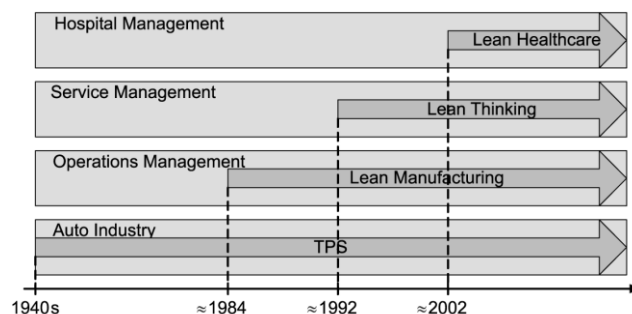 Hospital Management
Lean Healthcare
Service Management
Lean Thinking
Operations Management
Lean Manufacturing
Auto Industry
TPS
1940s ≈1984 ≈1992 ≈2002